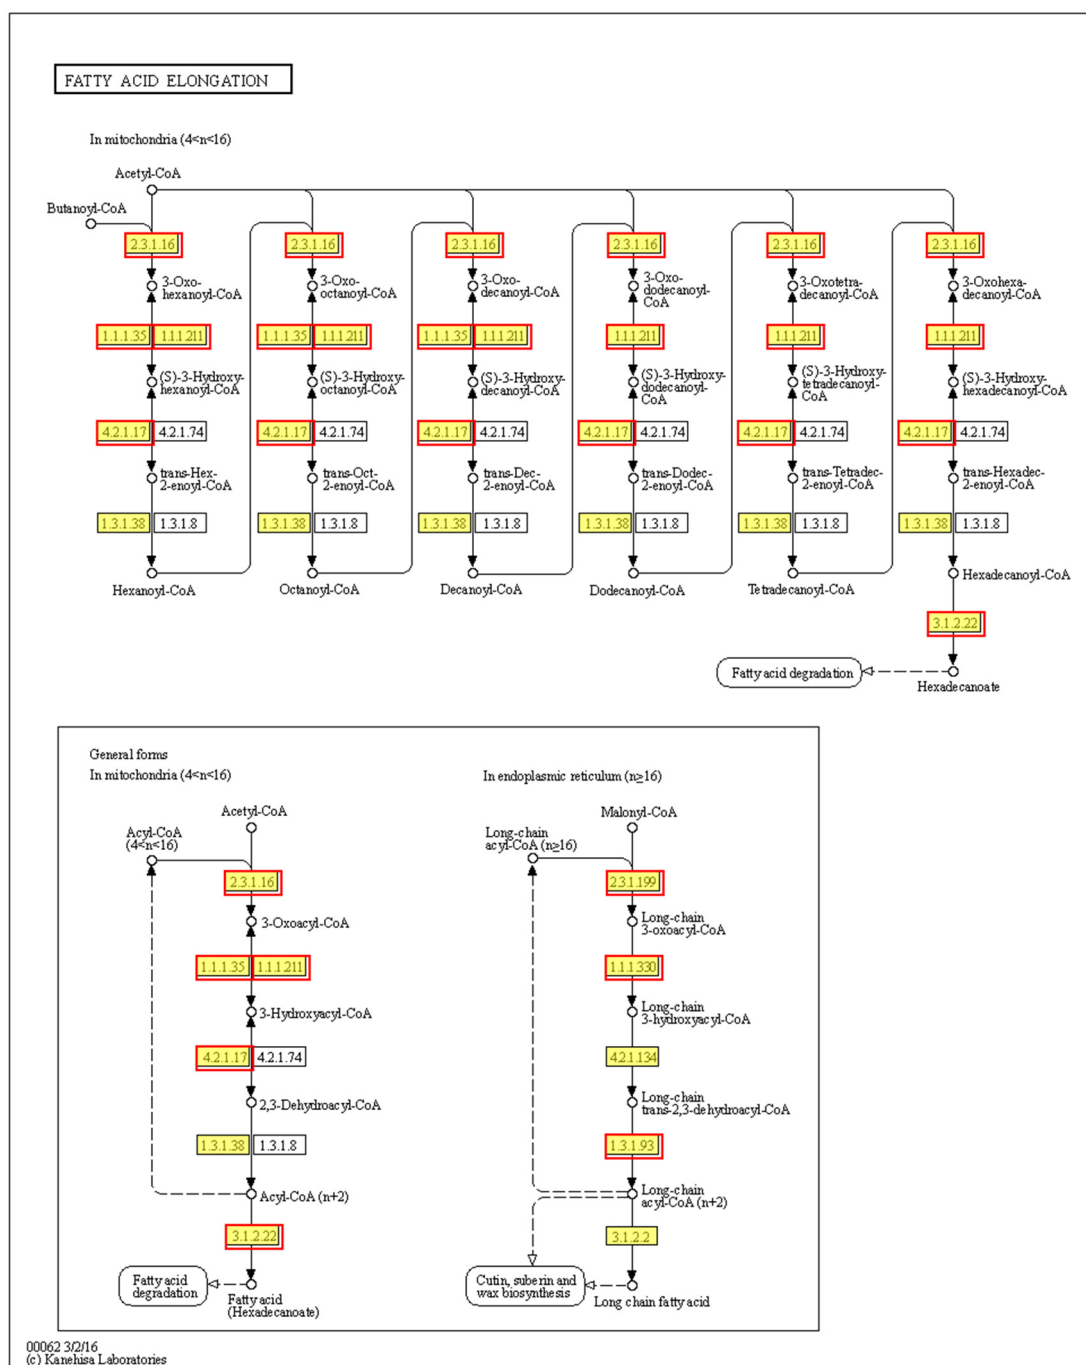 FATTY ACID ELONGATION
In mitochondria (4<n<16)
Acetyl-CoA
Butanoyl-CoA
2.3.1.16 2.3.1.16 2.3.1.16 2.3.1.16 2.3.1.16 2.3.1.16
3-Oxo-
hexanoyl-CoA
3-Oxo-
octanoyl-CoA
3-Oxo-
decanoyl-CoA
3-Oxo-
dodecanoyl-
CoA
3-Oxotetra-
decanoyl-CoA
3-Oxohexa-
decanoyl-CoA
1.1.1.35 1.1.1.211 1.1.1.35 1.1.1.211 1.1.1.35 1.1.1.211 1.1.1.211 1.1.1.211 1.1.1.211
(S)-3-Hydroxy-
hexanoyl-CoA
(S)-3-Hydroxy-
octanoyl-CoA
(S)-3-Hydroxy-
decanoyl-CoA
(S)-3-Hydroxy-
dodecanoyl-
CoA
(S)-3-Hydroxy-
tetradecanoyl-
CoA
(S)-3-Hydroxy-
hexadecanoyl-CoA
4.2.1.17 4.2.1.74 4.2.1.17 4.2.1.74 4.2.1.17 4.2.1.74 4.2.1.17 4.2.1.74 4.2.1.17 4.2.1.74 4.2.1.17 4.2.1.74
trans-Hex-
2-enoyl-CoA
trans-Oct-
2-enoyl-CoA
trans-Dec-
2-enoyl-CoA
trans-Dodec-
2-enoyl-CoA
trans-Tetradec-
2-enoyl-CoA
trans-Hexadec-
2-enoyl-CoA
1.3.1.38 1.3.1.8 1.3.1.38 1.3.1.8 1.3.1.38 1.3.1.8 1.3.1.38 1.3.1.8 1.3.1.38 1.3.1.8 1.3.1.38 1.3.1.8
Hexanoyl-CoA
Octanoyl-CoA
Decanoyl-CoA
Dodecanoyl-CoA
Tetradecanoyl-CoA
Hexadecanoyl-CoA
3.1.2.22
Fatty acid degradation
Hexadecanoate
General forms
In mitochondria (4<n<16)
Acetyl-CoA
Acyl-CoA
(4<n<16)
2.3.1.16
3-Oxoacyl-CoA
1.1.1.35 1.1.1.211
3-Hydroxyacyl-CoA
4.2.1.17 4.2.1.74
2,3-Dehydroacyl-CoA
1.3.1.38 1.3.1.8
Acyl-CoA (n+2)
3.1.2.22
Fatty acid
degradation
Fatty acid
(Hexadecanoate)
In endoplasmic reticulum (n≥16)
Malonyl-CoA
Long-chain
acyl-CoA (n≥16)
2.3.1.199
Long-chain
3-oxoacyl-CoA
1.1.1.330
Long-chain
3-hydroxyacyl-CoA
4.2.1.134
Long-chain
trans-2,3-dehydroacyl-CoA
1.3.1.93
Long-chain
acyl-CoA (n+2)
3.1.2.2
Cutin, suberin and
wax biosynthesis
Long chain fatty acid
00062 3/2/16
(c) Kanehisa Laboratories